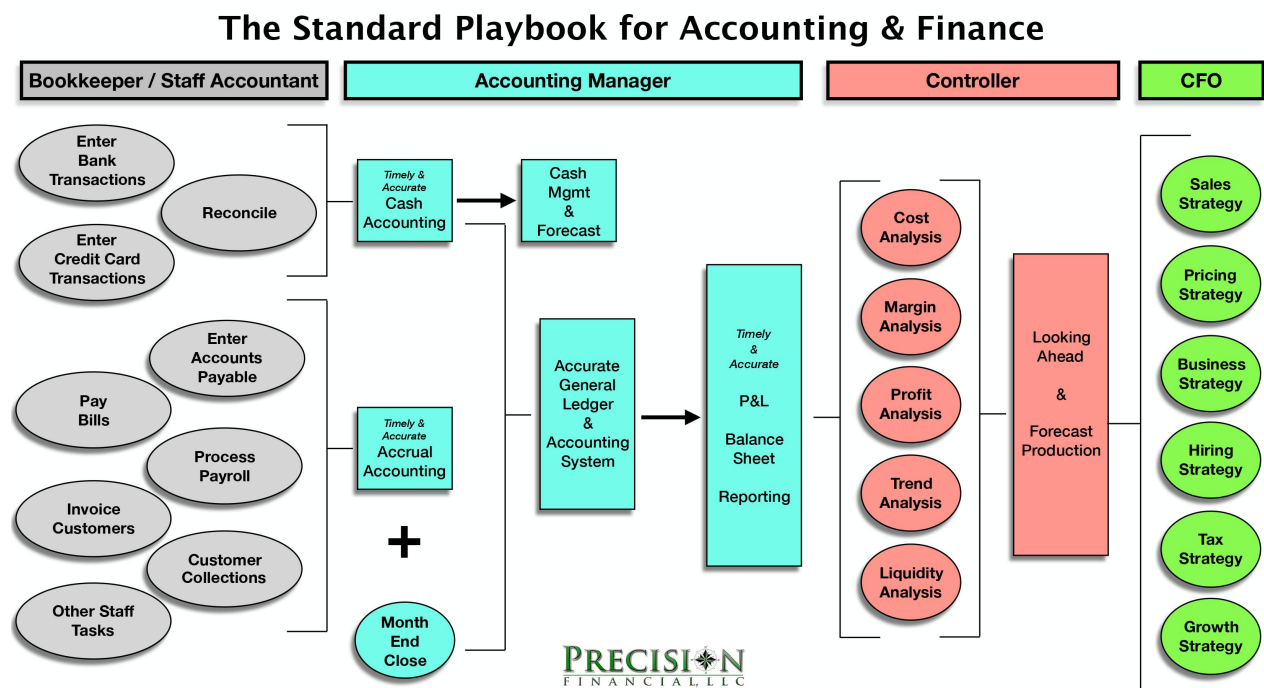 The Standard Playbook for Accounting & Finance
Bookkeeper / Staff Accountant
Accounting Manager
Controller
CFO
Enter
Bank
Transactions
Reconcile
Enter
Credit Card
Transactions
Enter
Accounts
Payable
Pay
Bills
Process
Payroll
Invoice
Customers
Customer
Collections
Other Staff
Tasks
Timely &
Accurate
Cash
Accounting
Cash
Mgmt
&
Forecast
Timely &
Accurate
Accrual
Accounting
+
Month
End
Close
Accurate
General
Ledger
&
Accounting
System
Timely
&
Accurate
P&L
Balance
Sheet
Reporting
Cost
Analysis
Margin
Analysis
Profit
Analysis
Trend
Analysis
Liquidity
Analysis
Looking
Ahead
&
Forecast
Production
Sales
Strategy
Pricing
Strategy
Business
Strategy
Hiring
Strategy
Tax
Strategy
Growth
Strategy
PRECISION
FINANCIAL, LLC